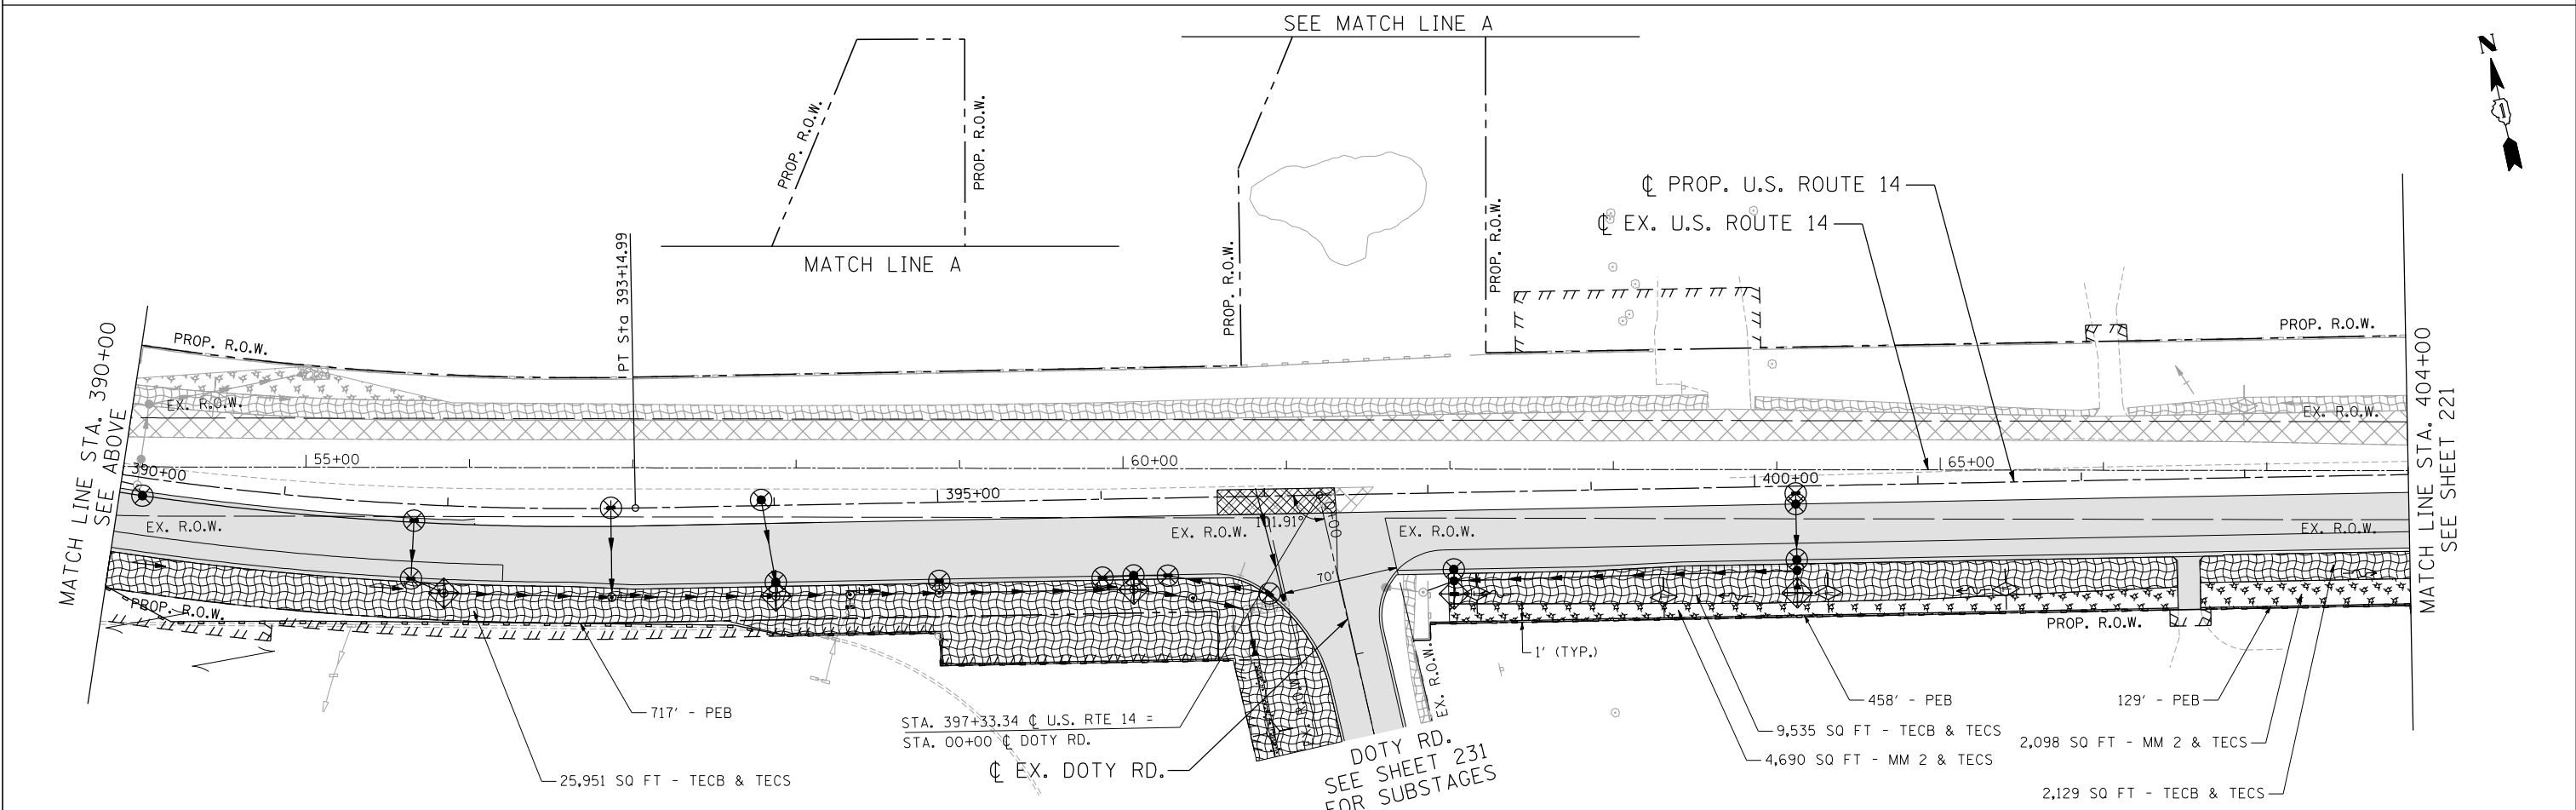 SEE MATCH LINE A
N
PROP. R.O.W.
PROP. R.O.W.
MATCH LINE A
PROP. R.O.W.
PROP. R.O.W.
℄ PROP. U.S. ROUTE 14
℄ EX. U.S. ROUTE 14
PT Sta 393+14.99
MATCH LINE STA. 390+00
SEE ABOVE
PROP. R.O.W.
PROP. R.O.W.
EX. R.O.W.
EX. R.O.W.
MATCH LINE STA. 404+00
SEE SHEET 221
55+00
60+00
65+00
390+00
395+00
400+00
EX. R.O.W.
EX. R.O.W.
101.91°
EX. R.O.W.
EX. R.O.W.
70'
PROP. R.O.W.
PROP. R.O.W.
1' (TYP.)
EX. R.O.W.
717' - PEB
458' - PEB
129' - PEB
STA. 397+33.34 ℄ U.S. RTE 14 =
STA. 00+00 ℄ DOTY RD.
9,535 SQ FT - TECB & TECS
2,098 SQ FT - MM 2 & TECS
4,690 SQ FT - MM 2 & TECS
℄ EX. DOTY RD.
25,951 SQ FT - TECB & TECS
2,129 SQ FT - TECB & TECS
DOTY RD.
SEE SHEET 231
FOR SUBSTAGES